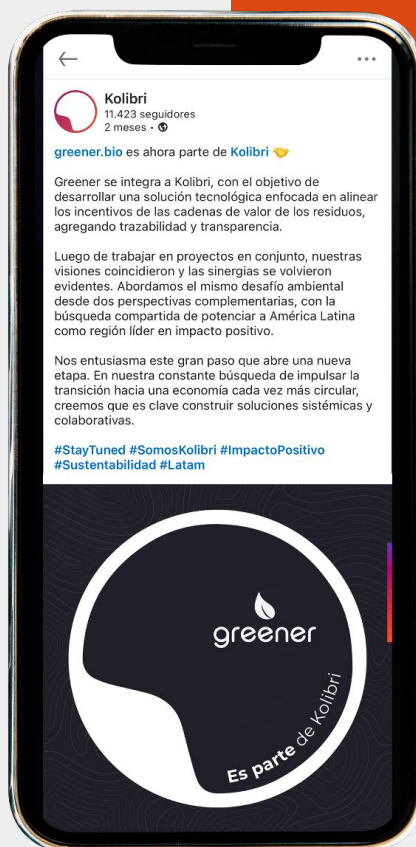 Kolibri
11.423 seguidores
2 meses •
greener.bio es ahora parte de Kolibri 🤝
Greener se integra a Kolibri, con el objetivo de
desarrollar una solución tecnológica enfocada en alinear
los incentivos de las cadenas de valor de los residuos,
agregando trazabilidad y transparencia.
Luego de trabajar en proyectos en conjunto, nuestras
visiones coincidieron y las sinergias se volvieron
evidentes. Abordamos el mismo desafío ambiental
desde dos perspectivas complementarias, con la
búsqueda compartida de potenciar a América Latina
como región líder en impacto positivo.
Nos entusiasma este gran paso que abre una nueva
etapa. En nuestra constante búsqueda de impulsar la
transición hacia una economía cada vez más circular,
creemos que es clave construir soluciones sistémicas y
colaborativas.
#StayTuned #SomosKolibri #ImpactoPositivo
#Sustentabilidad #Latam
greener
Es parte de Kolibri